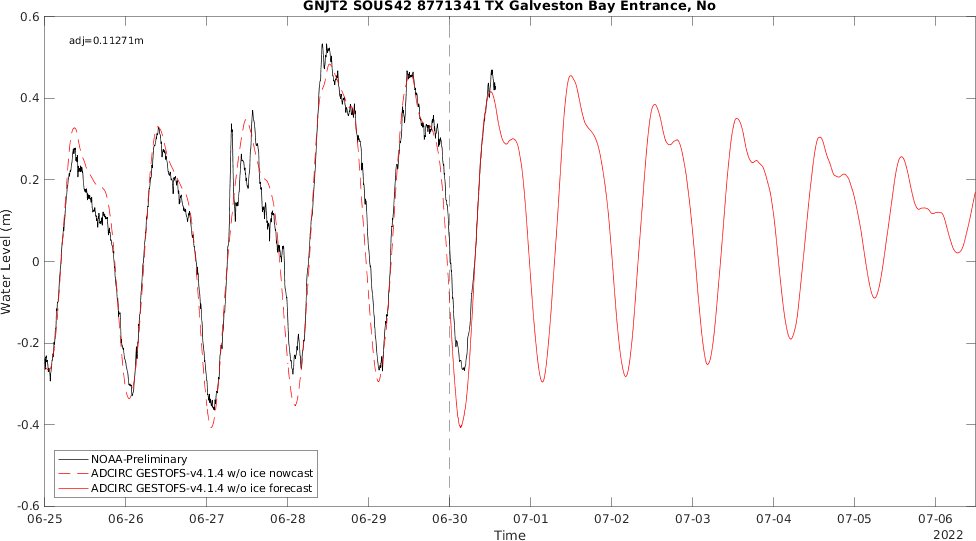 GNJT2 SOUS42 8771341 TX Galveston Bay Entrance, No
adj=0.11271m
0.6
0.4
0.2
0
-0.2
-0.4
-0.6
Water Level (m)
NOAA-Preliminary
ADCIRC GESTOFS-v4.1.4 w/o ice nowcast
ADCIRC GESTOFS-v4.1.4 w/o ice forecast
06-25 06-26 06-27 06-28 06-29 06-30 07-01 07-02 07-03 07-04 07-05 07-06
Time
2022